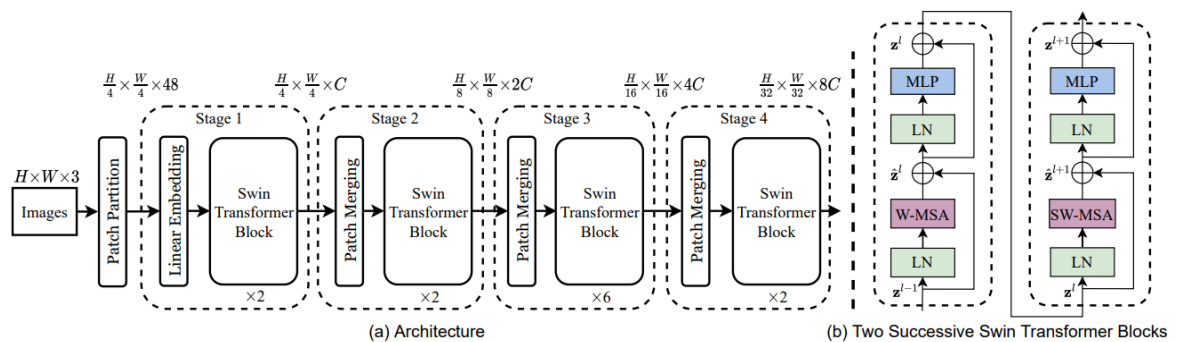 H×W×3
Images
H/4 × W/4 × 48
Patch Partition
Stage 1
Linear Embedding
Swin
Transformer
Block
×2
H/4 × W/4 × C
Stage 2
Patch Merging
Swin
Transformer
Block
×2
H/8 × W/8 × 2C
Stage 3
Patch Merging
Swin
Transformer
Block
×6
H/16 × W/16 × 4C
Stage 4
Patch Merging
Swin
Transformer
Block
×2
H/32 × W/32 × 8C
(a) Architecture
z^l
MLP
LN
ẑ^l
W-MSA
LN
z^{l-1}
z^{l+1}
MLP
LN
ẑ^{l+1}
SW-MSA
LN
z^l
(b) Two Successive Swin Transformer Blocks